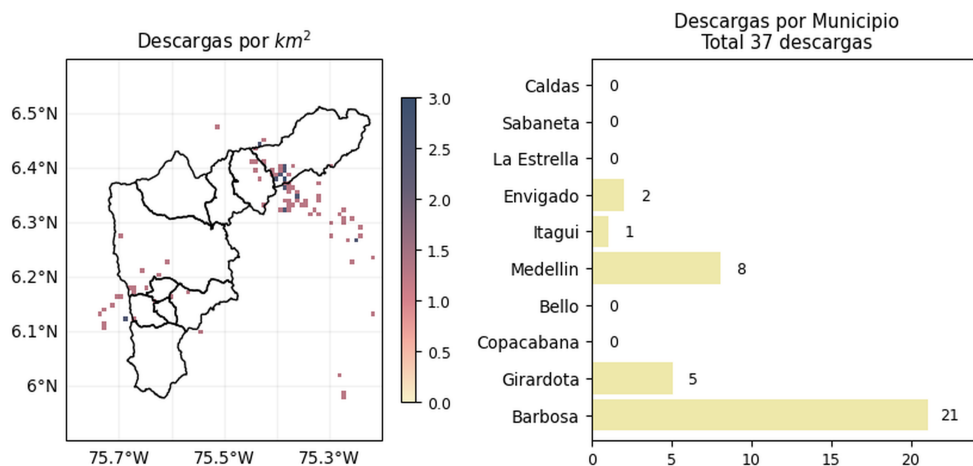 Descargas por km²
6.5°N
6.4°N
6.3°N
6.2°N
6.1°N
6°N
75.7°W 75.5°W 75.3°W
3.0
2.5
2.0
1.5
1.0
0.5
0.0
Descargas por Municipio
Total 37 descargas
Caldas 0
Sabaneta 0
La Estrella 0
Envigado 2
Itagui 1
Medellin 8
Bello 0
Copacabana 0
Girardota 5
Barbosa 21
0 5 10 15 20